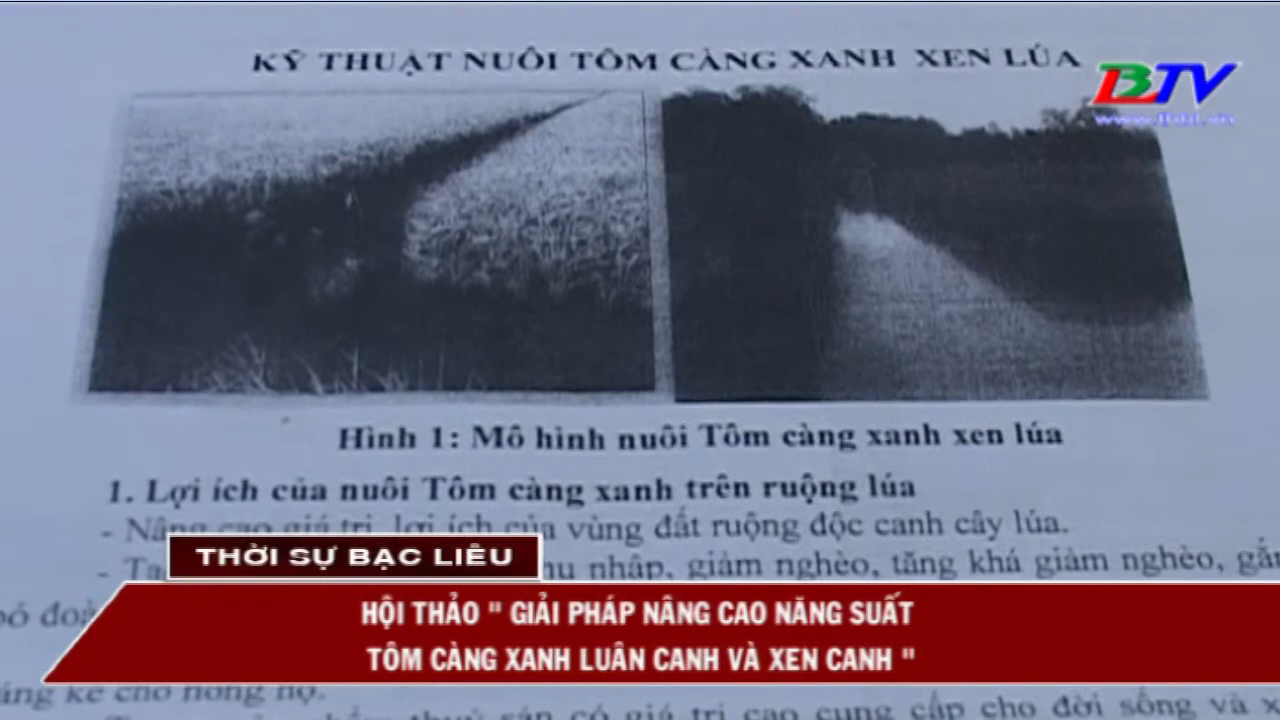 KỸ THUẬT NUÔI TÔM CÀNG XANH XEN LÚA
BTV
Hình 1: Mô hình nuôi Tôm càng xanh xen lúa
1. Lợi ích của nuôi Tôm càng xanh trên ruộng lúa
- Nâng cao giá trị, lợi ích của vùng đất ruộng độc canh cây lúa.
THỜI SỰ BẠC LIÊU
nhập, giảm nghèo, tăng khá giảm nghèo, gắn
HỘI THẢO " GIẢI PHÁP NÂNG CAO NĂNG SUẤT
TÔM CÀNG XANH LUÂN CANH VÀ XEN CANH "
kể cho nông hộ.
thuỷ sản có giá trị cao cung cấp cho đời sống và